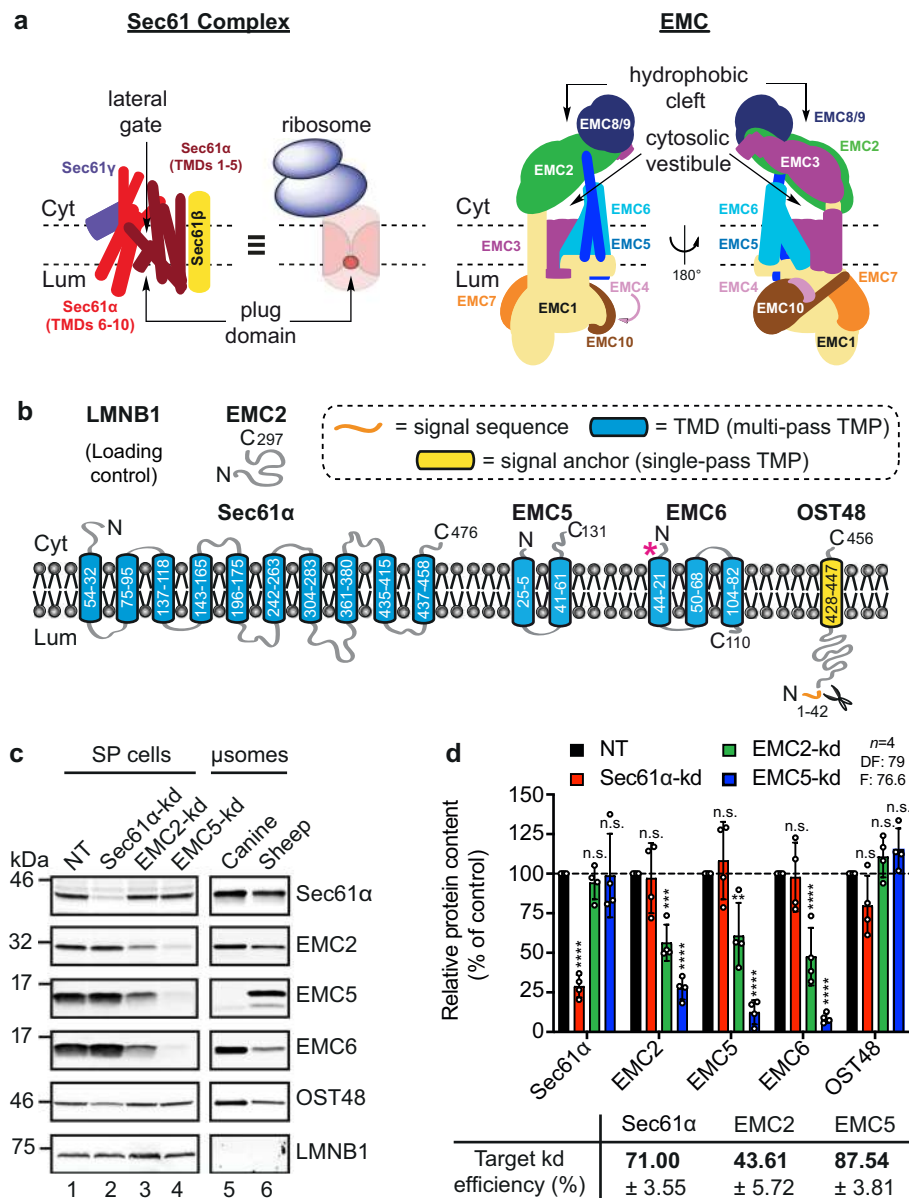 a
Sec61 Complex
EMC
lateral
gate
Sec61γ
Sec61α
(TMDs 1-5)
ribosome
Cyt
Sec61β
≡
Lum
Sec61α
(TMDs 6-10)
plug
domain
hydrophobic
cleft
cytosolic
vestibule
EMC8/9
EMC2
Cyt
EMC6
EMC3
EMC5
Lum
EMC7
EMC4
EMC1
EMC10
180°
EMC8/9
EMC2
EMC3
EMC6
EMC5
EMC4
EMC7
EMC10
EMC1
b
LMNB1
(Loading
control)
EMC2
C297
N
= signal sequence
= TMD (multi-pass TMP)
= signal anchor (single-pass TMP)
Sec61α
EMC5
EMC6
OST48
Cyt
N
C476
N
C131
*
N
C456
54-32
75-95
137-118
143-165
196-175
242-263
304-283
361-380
435-415
437-458
25-5
41-61
44-21
50-68
104-82
428-447
Lum
C110
N
1-42
c
SP cells
µsomes
NT
Sec61α-kd
EMC2-kd
EMC5-kd
Canine
Sheep
kDa
46
Sec61α
32
EMC2
17
EMC5
17
EMC6
46
OST48
75
LMNB1
1 2 3 4 5 6
d
NT
EMC2-kd
Sec61α-kd
EMC5-kd
n=4
DF: 79
F: 76.6
Relative protein content
(% of control)
150
125
100
75
50
25
0
**** n.s. n.s.
n.s. *** ****
n.s. ** ****
n.s. **** ****
n.s. n.s. n.s.
Sec61α
EMC2
EMC5
EMC6
OST48
Sec61α EMC2 EMC5
Target kd 71.00 43.61 87.54
efficiency (%) ± 3.55 ± 5.72 ± 3.81